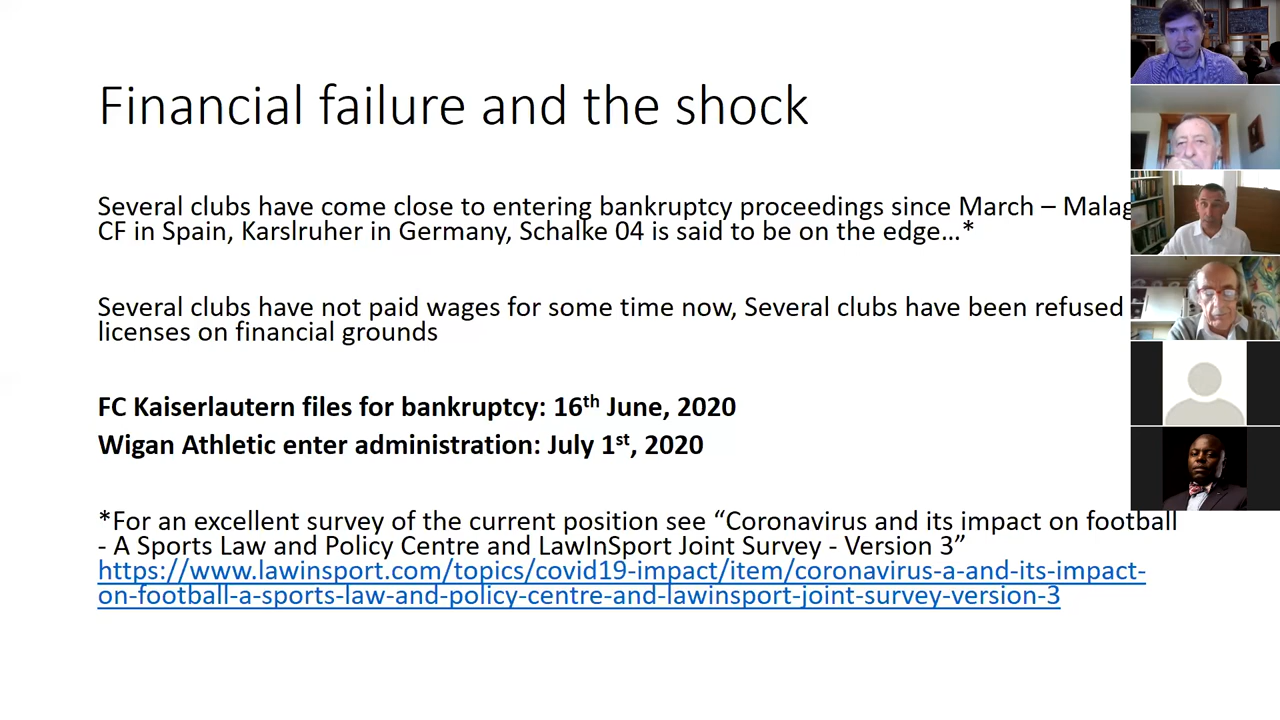 Financial failure and the shock
Several clubs have come close to entering bankruptcy proceedings since March – Malag
CF in Spain, Karslruher in Germany, Schalke 04 is said to be on the edge…*
Several clubs have not paid wages for some time now, Several clubs have been refused
licenses on financial grounds
FC Kaiserlautern files for bankruptcy: 16th June, 2020
Wigan Athletic enter administration: July 1st, 2020
*For an excellent survey of the current position see “Coronavirus and its impact on football
- A Sports Law and Policy Centre and LawInSport Joint Survey - Version 3”
https://www.lawinsport.com/topics/covid19-impact/item/coronavirus-a-and-its-impact-
on-football-a-sports-law-and-policy-centre-and-lawinsport-joint-survey-version-3